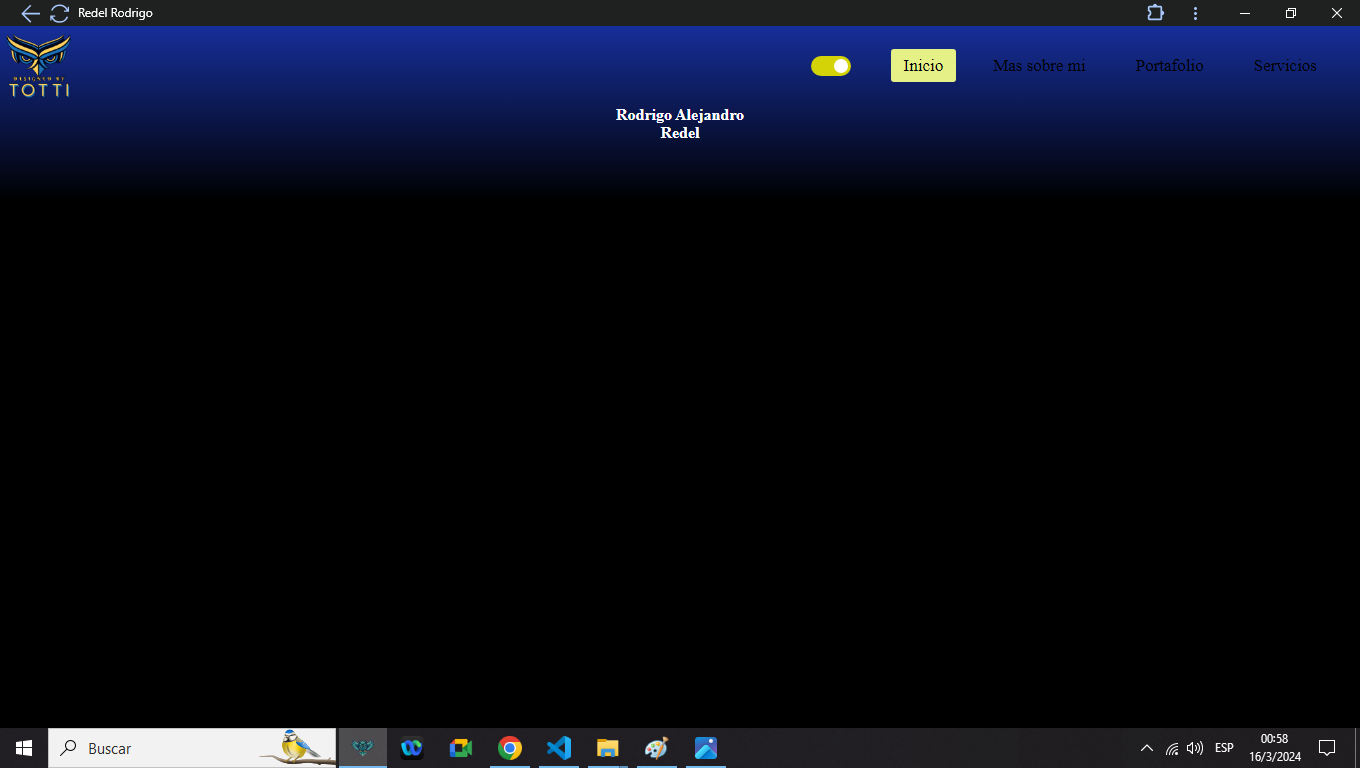 Redel Rodrigo
DESIGNED BY
TOTTI
Inicio
Mas sobre mi
Portafolio
Servicios
Rodrigo Alejandro
Redel
Buscar
ESP
00:58
16/3/2024